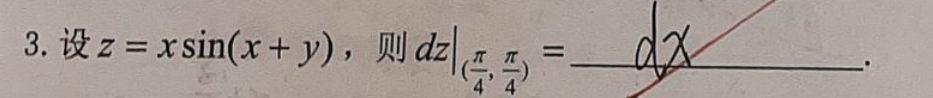 3. 设 z = x sin(x + y)，则 dz|_(π/4, π/4) = dx.